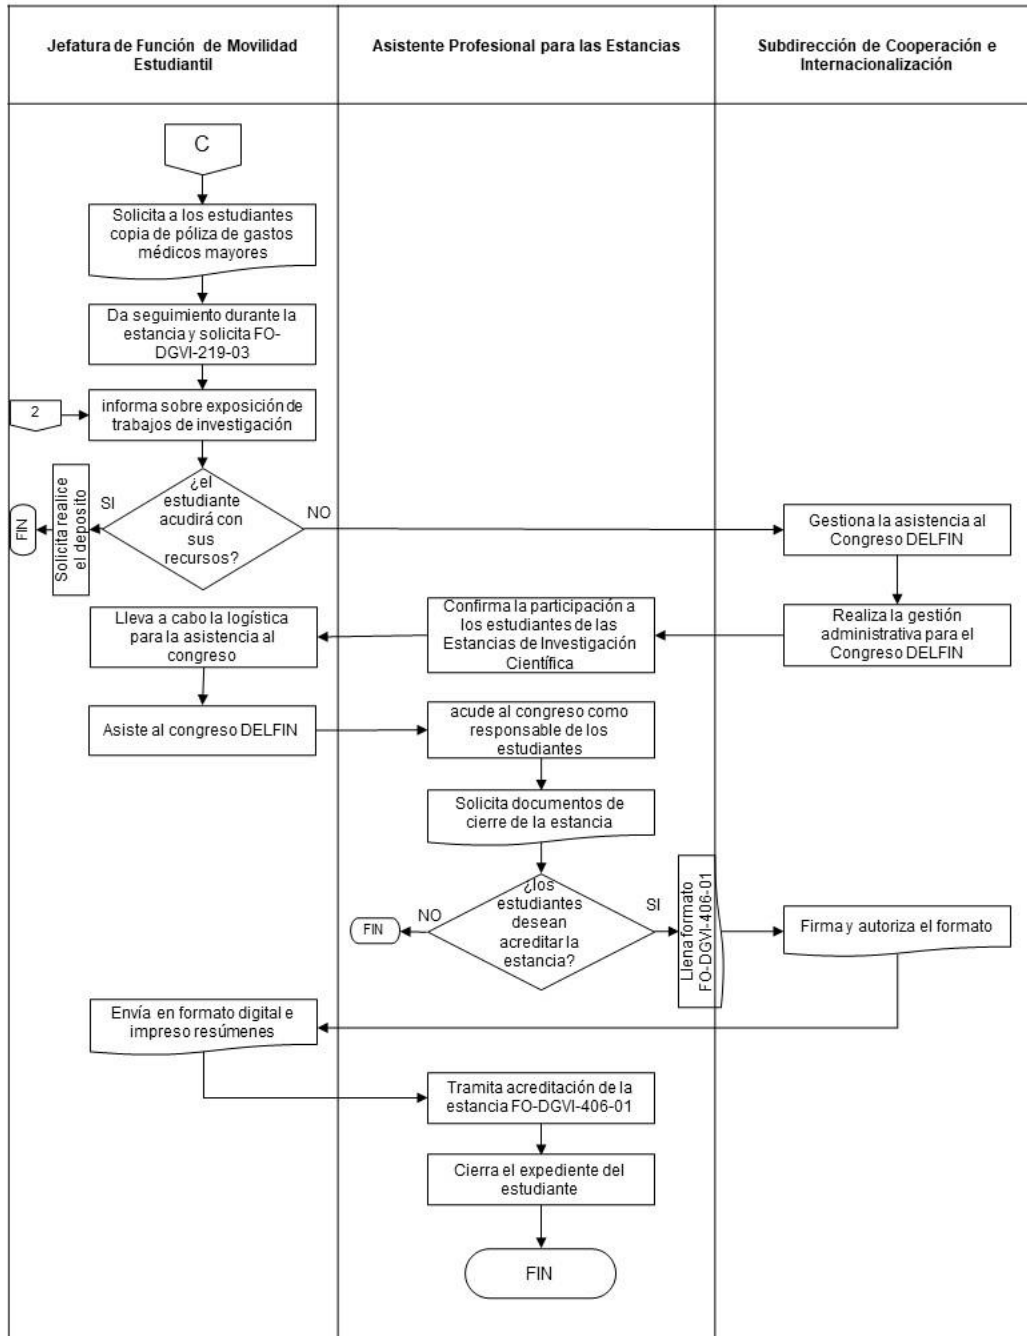 Jefatura de Función de Movilidad
Estudiantil
Asistente Profesional para las Estancias
Subdirección de Cooperación e
Internacionalización
C
Solicita a los estudiantes
copia de póliza de gastos
médicos mayores
Da seguimiento durante la
estancia y solicita FO-
DGVI-219-03
2
informa sobre exposición de
trabajos de investigación
¿el
estudiante
acudirá con
sus
recursos?
SI
NO
Solicita realice
el deposito
FIN
Gestiona la asistencia al
Congreso DELFIN
Realiza la gestión
administrativa para el
Congreso DELFIN
Confirma la participación a
los estudiantes de las
Estancias de Investigación
Científica
Lleva a cabo la logística
para la asistencia al
congreso
Asiste al congreso DELFIN
acude al congreso como
responsable de los
estudiantes
Solicita documentos de
cierre de la estancia
¿los
estudiantes
desean
acreditar la
estancia?
NO
FIN
SI
Llena formato
FO-DGVI-406-01
Firma y autoriza el formato
Envía en formato digital e
impreso resúmenes
Tramita acreditación de la
estancia FO-DGVI-406-01
Cierra el expediente del
estudiante
FIN